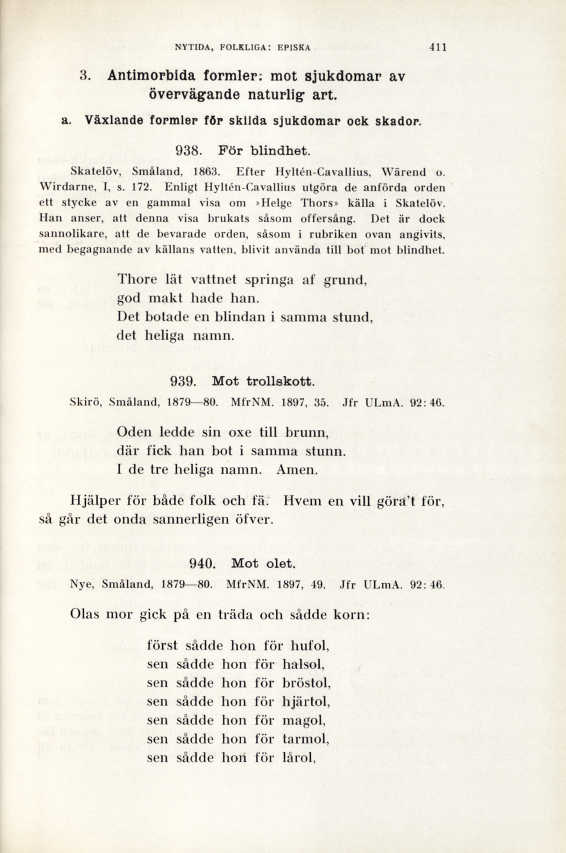 NYTIDA, FOLKLIGA: EPISKA 411
3. Antimorbida formler: mot sjukdomar av
övervägande naturlig art.
a. Växlande formler för skilda sjukdomar ock skador.
938. För blindhet.
Skatelöv, Småland, 1863. Efter Hyltén-Cavallius, Wärend o.
Wirdarne, I, s. 172. Enligt Hyltén-Cavallius utgöra de anförda orden
ett stycke av en gammal visa om »Helge Thors» källa i Skatelöv.
Han anser, att denna visa brukats såsom offersång. Det är dock
sannolikare, att de bevarade orden, såsom i rubriken ovan angivits,
med begagnande av källans vatten, blivit använda till bot mot blindhet.
Thore lät vattnet springa af grund,
god makt hade han.
Det botade en blindan i samma stund,
det heliga namn.
939. Mot trollskott.
Skirö, Småland, 1879—80. MfrNM. 1897, 35. Jfr ULmA. 92: 46.
Oden ledde sin oxe till brunn,
där fick han bot i samma stunn.
I de tre heliga namn. Amen.
Hjälper för både folk och fä. Hvem en vill göra't för,
så går det onda sannerligen öfver.
940. Mot olet.
Nye, Småland, 1879—80. MfrNM. 1897, 49. Jfr ULmA. 92: 46.
Olas mor gick på en träda och sådde korn:
först sådde hon för hufol,
sen sådde hon för halsol,
sen sådde hon för bröstol,
sen sådde hon för hjärtol,
sen sådde hon för magol,
sen sådde hon för tarmol,
sen sådde hon för lårol,